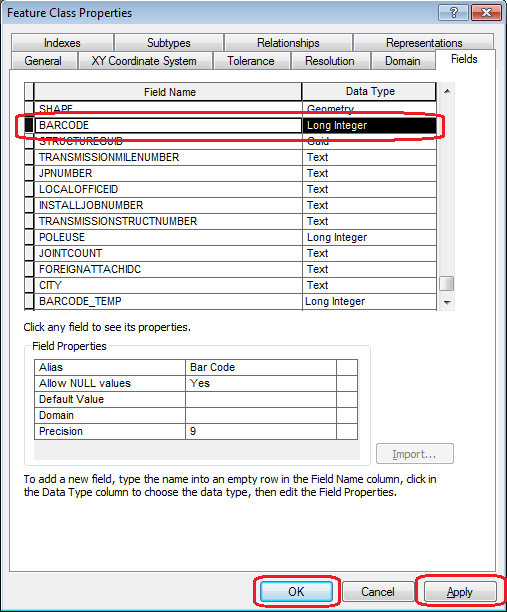 Feature Class Properties
Indexes Subtypes Relationships Representations
General XY Coordinate System Tolerance Resolution Domain Fields
Field Name Data Type
SHAPE Geometry
BARCODE Long Integer
STRUCTUREGUID Guid
TRANSMISSIONMILENUMBER Text
JPNUMBER Text
LOCALOFFICEID Text
INSTALLJOBNUMBER Text
TRANSMISSIONSTRUCTNUMBER Text
POLEUSE Long Integer
JOINTCOUNT Text
FOREIGNATTACHIDC Text
CITY Text
BARCODE_TEMP Long Integer
Click any field to see its properties.
Field Properties
Alias Bar Code
Allow NULL values Yes
Default Value
Domain
Precision 9
Import...
To add a new field, type the name into an empty row in the Field Name column, click in
the Data Type column to choose the data type, then edit the Field Properties.
OK Cancel Apply